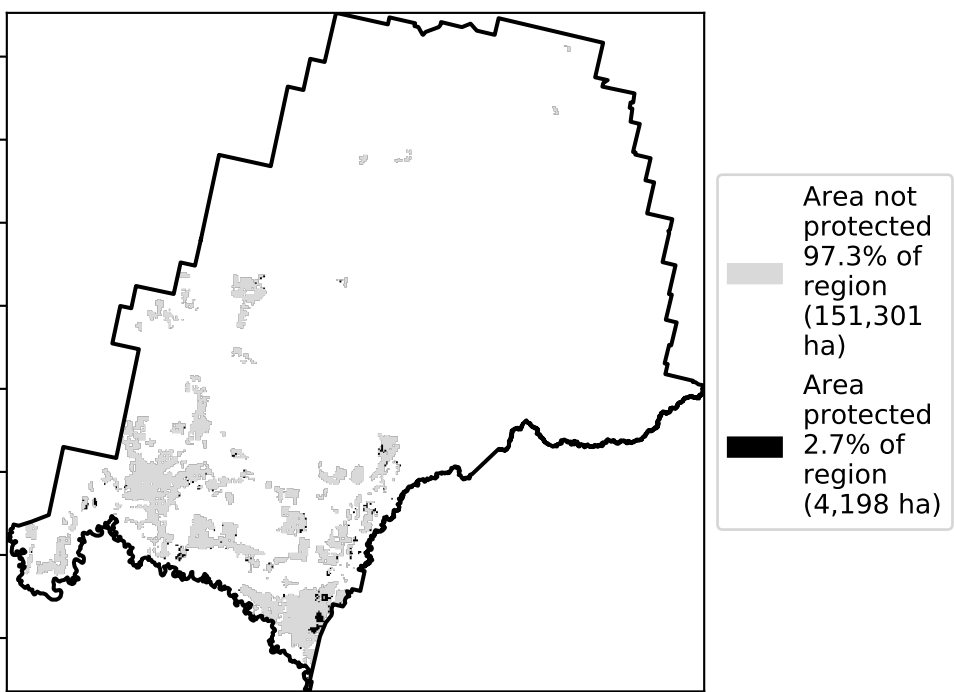 Area not
protected
97.3% of
region
(151,301
ha)
Area
protected
2.7% of
region
(4,198 ha)